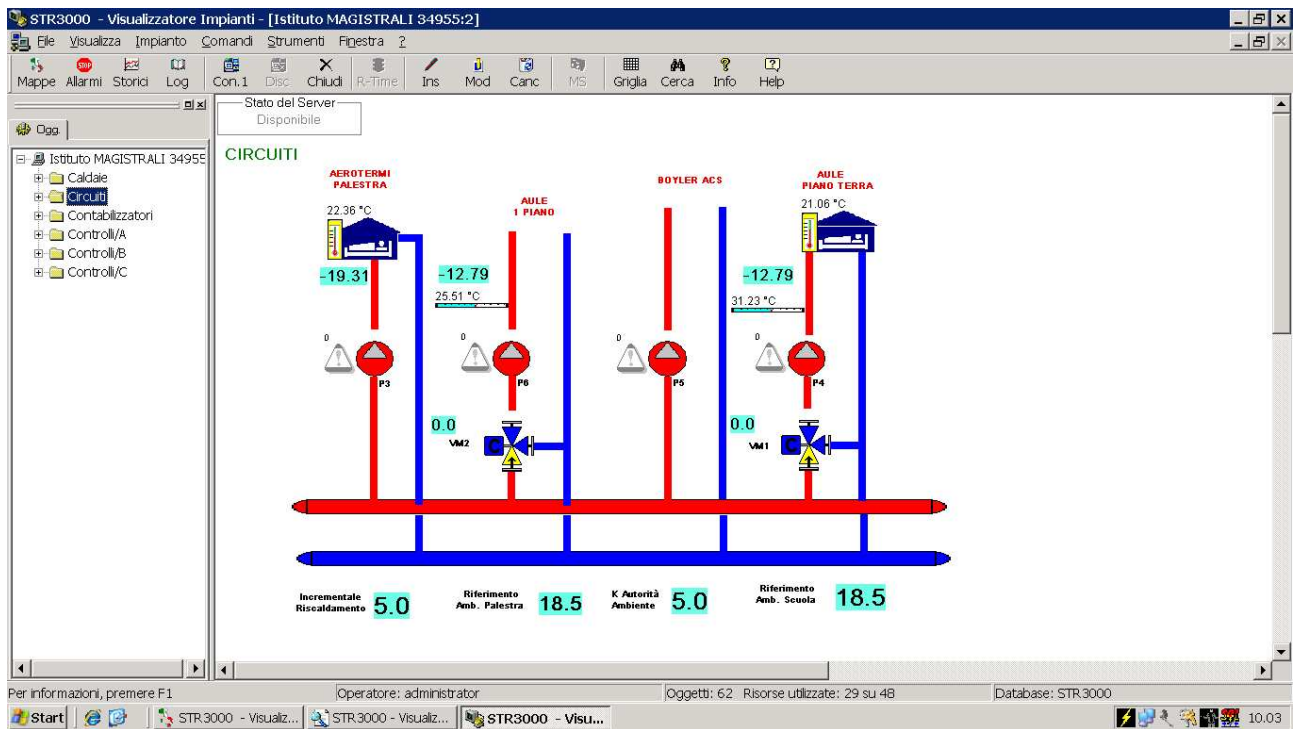 STR3000 - Visualizzatore Impianti - [Istituto MAGISTRALI 34955:2]
File Visualizza Impianto Comandi Strumenti Finestra ?
Mappe Allarmi Storici Log Con.1 Disc Chiudi R-Time Ins Mod Canc MS Griglia Cerca Info Help
Ogg.
Istituto MAGISTRALI 34955
Caldaie
Circuiti
Contabilizzatori
Controlli/A
Controlli/B
Controlli/C
Stato del Server
Disponibile
CIRCUITI
AEROTERMI
PALESTRA
AULE
1 PIANO
BOYLER ACS
AULE
PIANO TERRA
22.36 °C
21.06 °C
-19.31
-12.79
-12.79
25.51 °C
31.23 °C
0
0
0
0
P3
P6
P5
P4
0.0
0.0
VM2
VM1
C
C
Incrementale
Riscaldamento
5.0
Riferimento
Amb. Palestra
18.5
K Autorità
Ambiente
5.0
Riferimento
Amb. Scuola
18.5
Per informazioni, premere F1
Operatore: administrator
Oggetti: 62 Risorse utilizzate: 29 su 48
Database: STR3000
Start
STR3000 - Visualiz...
STR3000 - Visualiz...
STR3000 - Visu...
10.03